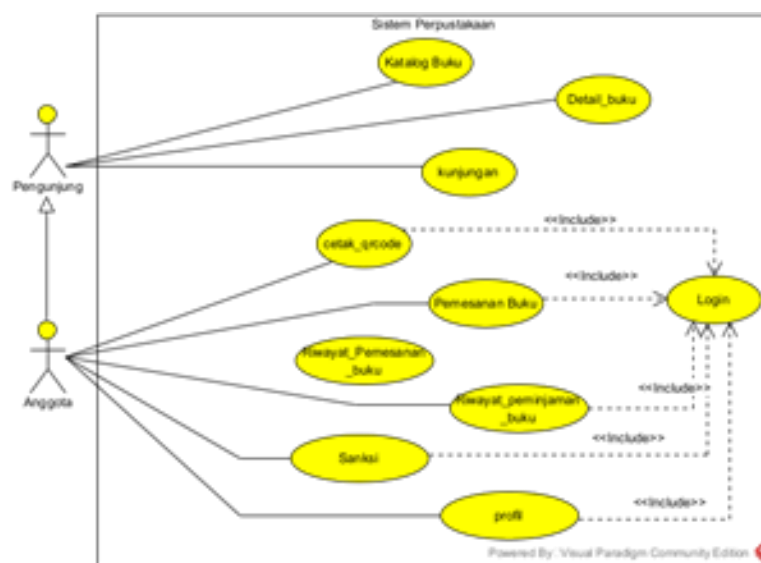 Sistem Perpustakaan
Katalog Buku
Detail_buku
Pengunjung
kunjungan
<<Include>>
cetak_qrcode
<<Include>>
Pemesanan Buku
Login
Riwayat_Pemesanan
_buku
Anggota
<<Include>>
Riwayat_peminjaman
_buku
<<Include>>
Sanksi
<<Include>>
profil
Powered By: Visual Paradigm Community Edition